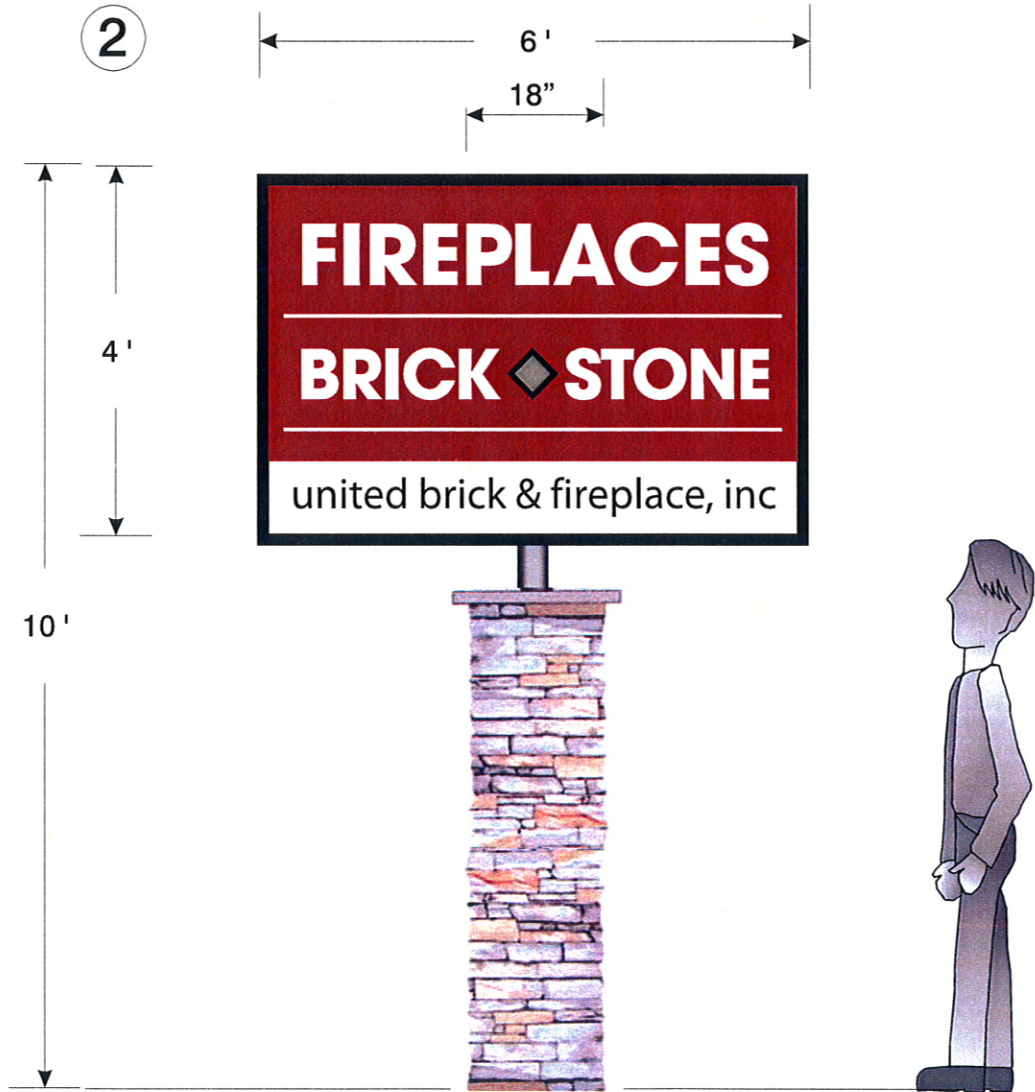 2
6 '
18”
4 '
10 '
FIREPLACES
BRICK STONE
united brick & fireplace, inc